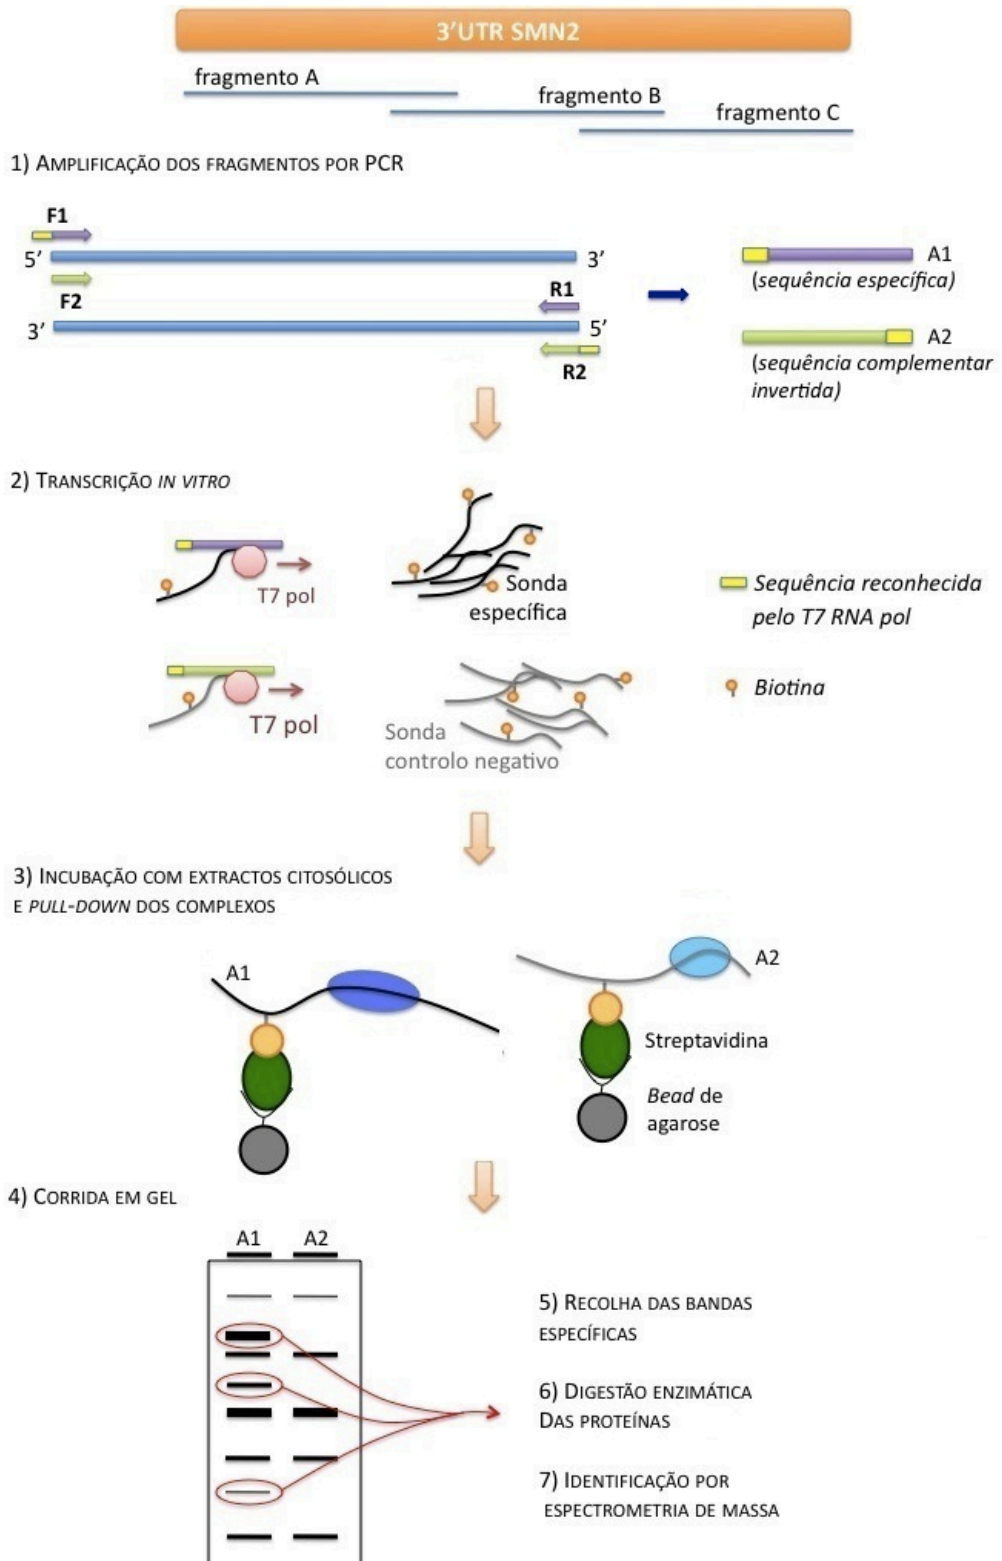 3'UTR SMN2
fragmento A
fragmento B
fragmento C
1) AMPLIFICAÇÃO DOS FRAGMENTOS POR PCR
F1
5'
3'
F2
R1
3'
5'
R2
A1
(sequência específica)
A2
(sequência complementar
invertida)
2) TRANSCRIÇÃO IN VITRO
T7 pol
Sonda
específica
T7 pol
Sonda
controlo negativo
Sequência reconhecida
pelo T7 RNA pol
Biotina
3) INCUBAÇÃO COM EXTRACTOS CITOSÓLICOS
E PULL-DOWN DOS COMPLEXOS
A1
A2
Streptavidina
Bead de
agarose
4) CORRIDA EM GEL
A1 A2
5) RECOLHA DAS BANDAS
ESPECÍFICAS
6) DIGESTÃO ENZIMÁTICA
DAS PROTEÍNAS
7) IDENTIFICAÇÃO POR
ESPECTROMETRIA DE MASSA